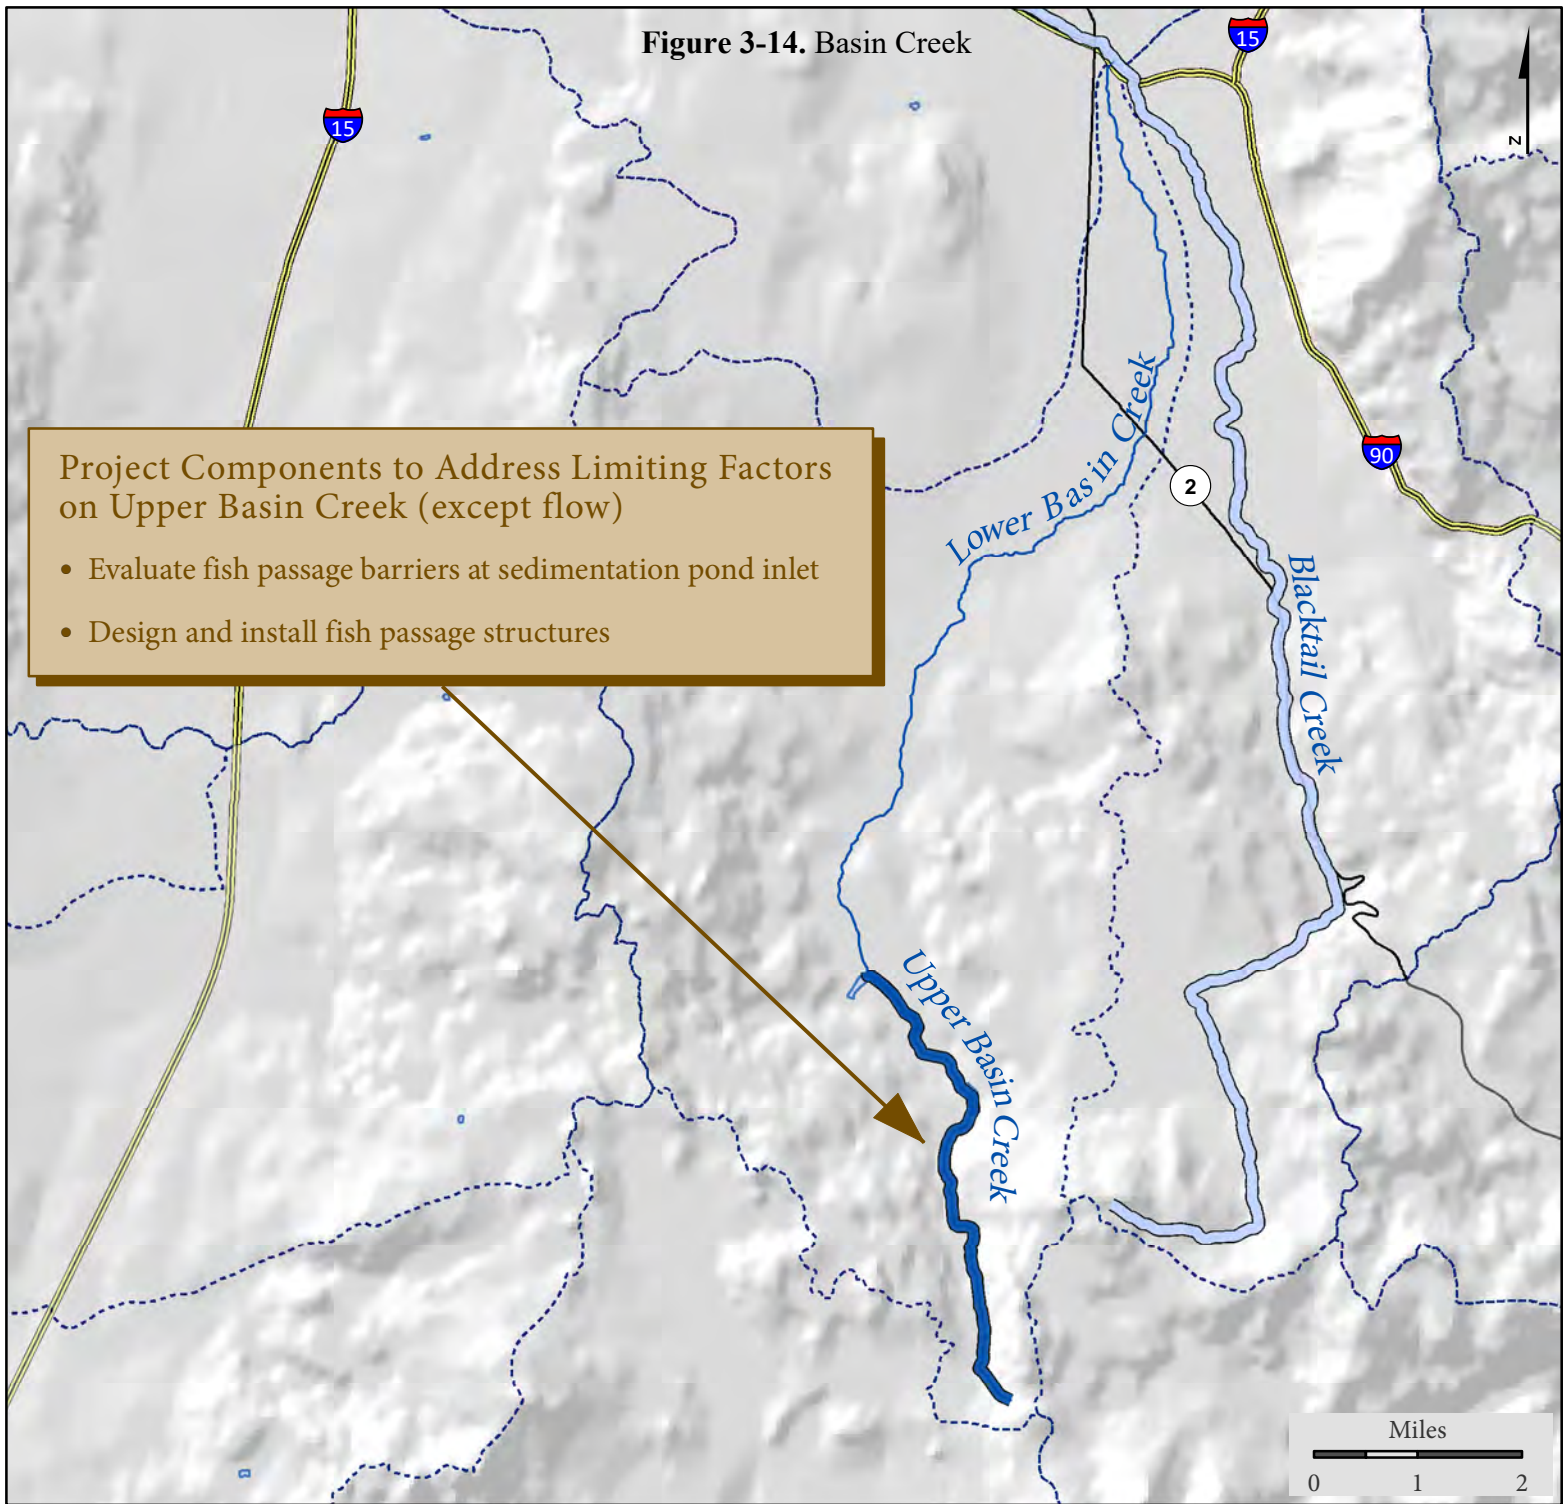 Figure 3-14. Basin Creek
15
15
N
90
2
Lower Basin Creek
Blacktail Creek
Project Components to Address Limiting Factors
on Upper Basin Creek (except flow)
• Evaluate fish passage barriers at sedimentation pond inlet
• Design and install fish passage structures
Upper Basin Creek
Miles
0 1 2